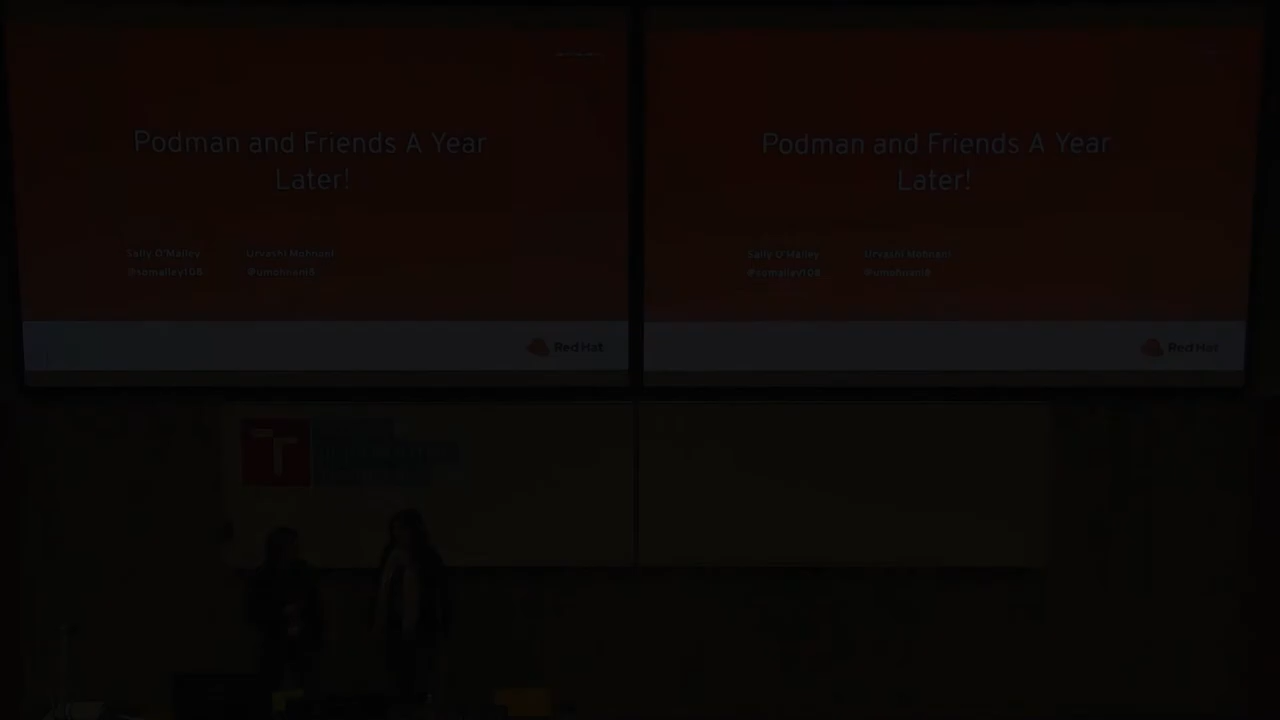 Podman and Friends A Year
Later!
Sally O'Malley
Urvashi Mohnani
@somalley108
@umohnani8
Red Hat
Podman and Friends A Year
Later!
Sally O'Malley
Urvashi Mohnani
@somalley108
@umohnani8
Red Hat
T